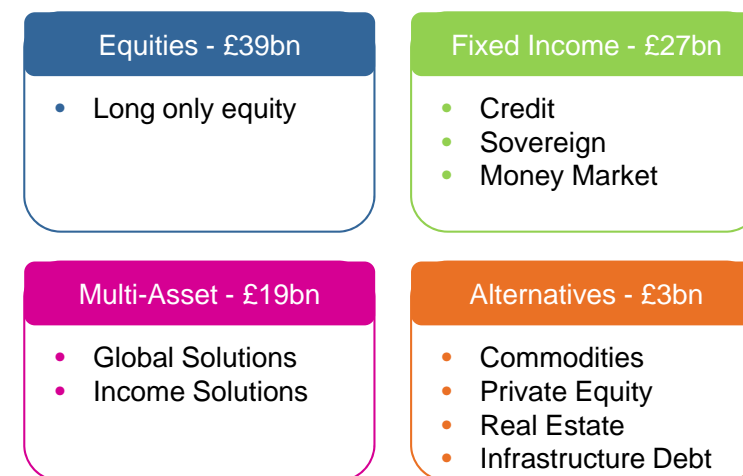 Equities - £39bn
• Long only equity
Fixed Income - £27bn
• Credit
• Sovereign
• Money Market
Multi-Asset - £19bn
• Global Solutions
• Income Solutions
Alternatives - £3bn
• Commodities
• Private Equity
• Real Estate
• Infrastructure Debt